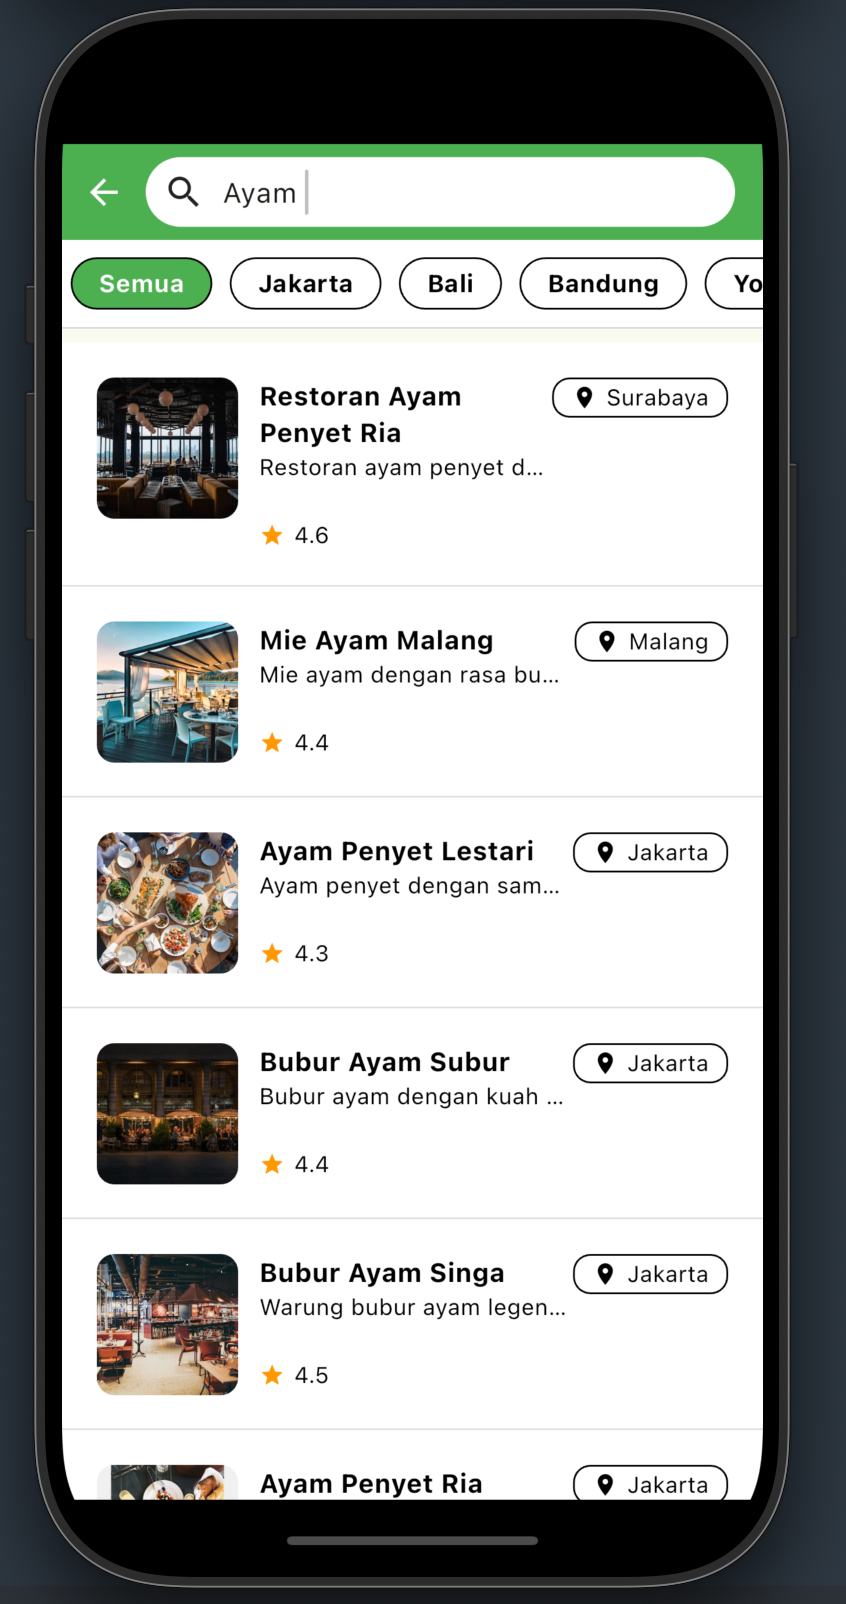 Ayam
Semua
Jakarta
Bali
Bandung
Yo
Restoran Ayam
Penyet Ria
Surabaya
Restoran ayam penyet d...
4.6
Mie Ayam Malang
Malang
Mie ayam dengan rasa bu...
4.4
Ayam Penyet Lestari
Jakarta
Ayam penyet dengan sam...
4.3
Bubur Ayam Subur
Jakarta
Bubur ayam dengan kuah ...
4.4
Bubur Ayam Singa
Jakarta
Warung bubur ayam legen...
4.5
Ayam Penyet Ria
Jakarta